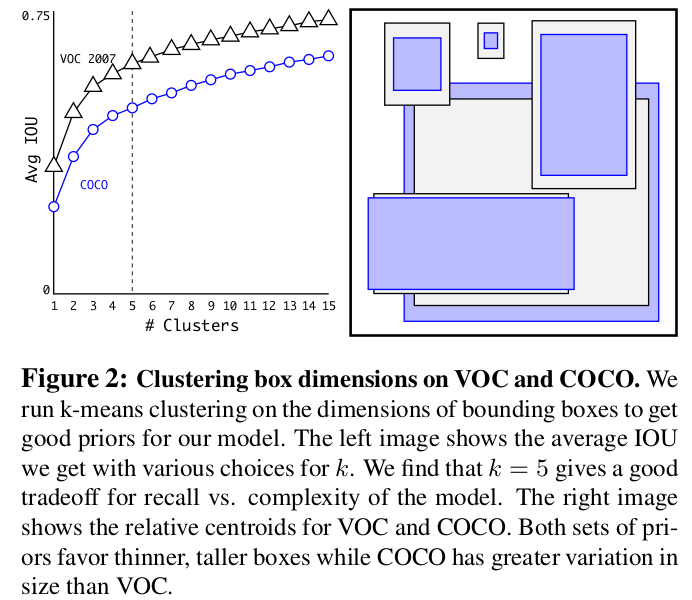 0.75
VOC 2007
Avg IOU
COCO
0
1 2 3 4 5 6 7 8 9 10 11 12 13 14 15
# Clusters
Figure 2: Clustering box dimensions on VOC and COCO. We
run k-means clustering on the dimensions of bounding boxes to get
good priors for our model. The left image shows the average IOU
we get with various choices for k. We find that k = 5 gives a good
tradeoff for recall vs. complexity of the model. The right image
shows the relative centroids for VOC and COCO. Both sets of pri-
ors favor thinner, taller boxes while COCO has greater variation in
size than VOC.